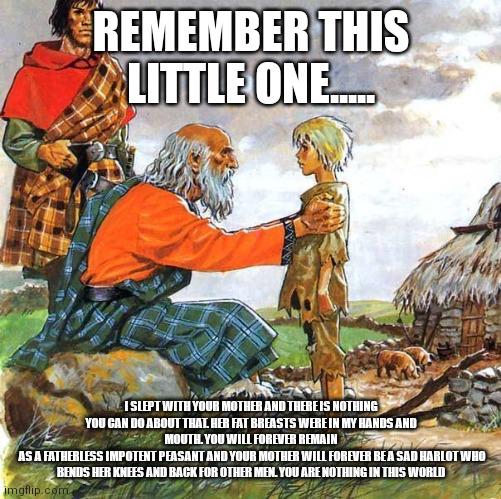 REMEMBER THIS
LITTLE ONE.....
I SLEPT WITH YOUR MOTHER AND THERE IS NOTHING
YOU CAN DO ABOUT THAT. HER FAT BREASTS WERE IN MY HANDS AND
MOUTH. YOU WILL FOREVER REMAIN
AS A FATHERLESS IMPOTENT PEASANT AND YOUR MOTHER WILL FOREVER BE A SAD HARLOT WHO
BENDS HER KNEES AND BACK FOR OTHER MEN. YOU ARE NOTHING IN THIS WORLD
imgflip.com